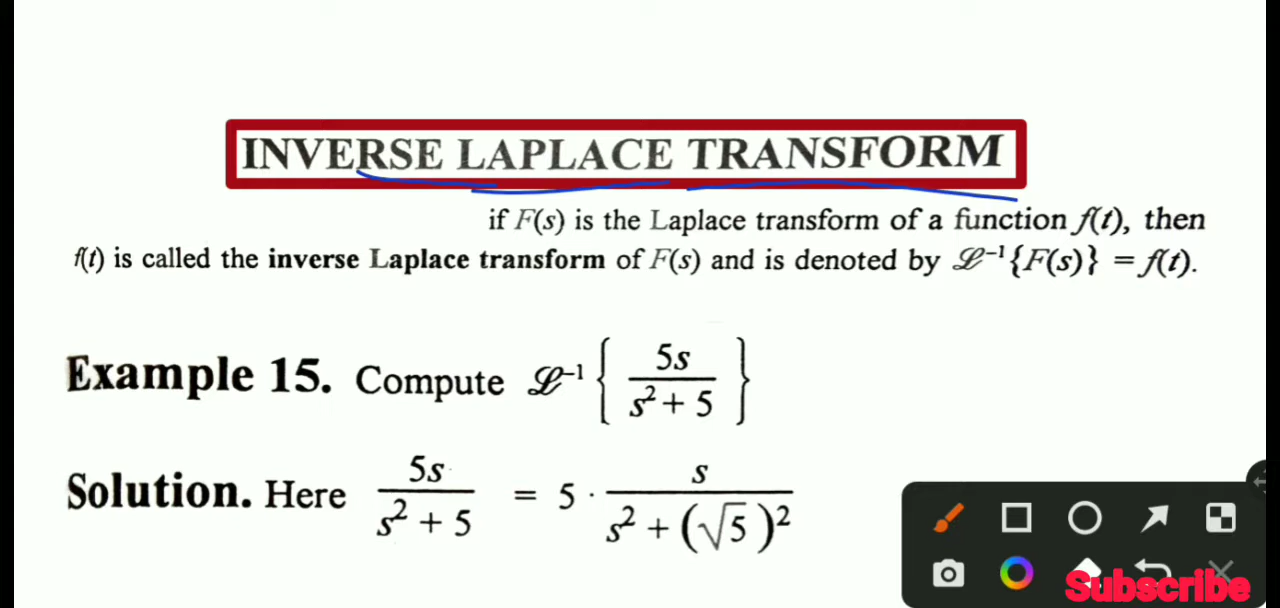 INVERSE LAPLACE TRANSFORM
if F(s) is the Laplace transform of a function f(t), then
f(t) is called the inverse Laplace transform of F(s) and is denoted by ℒ⁻¹{F(s)} = f(t).
Example 15. Compute ℒ⁻¹ { 5s / s² + 5 }
Solution. Here 5s / s² + 5 = 5 · s / s² + (√5)²
Subscribe